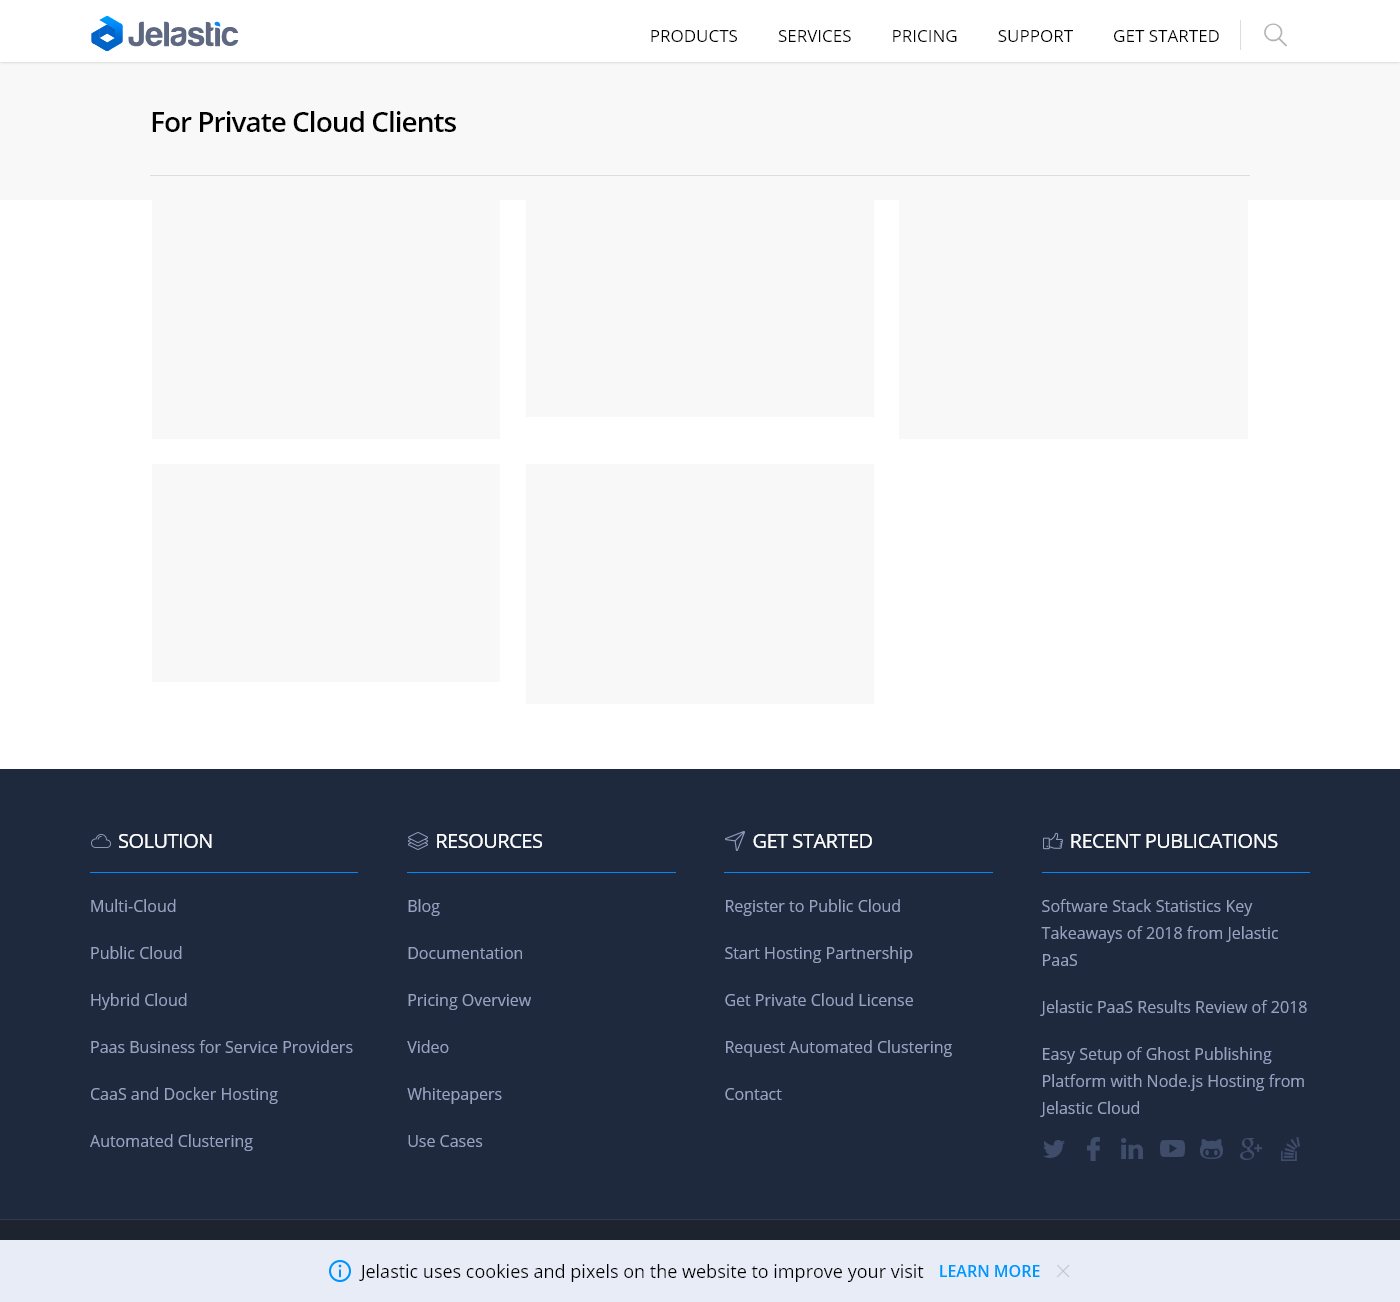 Jelastic
PRODUCTS SERVICES PRICING SUPPORT GET STARTED
For Private Cloud Clients
SOLUTION
Multi-Cloud
Public Cloud
Hybrid Cloud
Paas Business for Service Providers
CaaS and Docker Hosting
Automated Clustering
RESOURCES
Blog
Documentation
Pricing Overview
Video
Whitepapers
Use Cases
GET STARTED
Register to Public Cloud
Start Hosting Partnership
Get Private Cloud License
Request Automated Clustering
Contact
RECENT PUBLICATIONS
Software Stack Statistics Key
Takeaways of 2018 from Jelastic
PaaS
Jelastic PaaS Results Review of 2018
Easy Setup of Ghost Publishing
Platform with Node.js Hosting from
Jelastic Cloud
Jelastic uses cookies and pixels on the website to improve your visit LEARN MORE